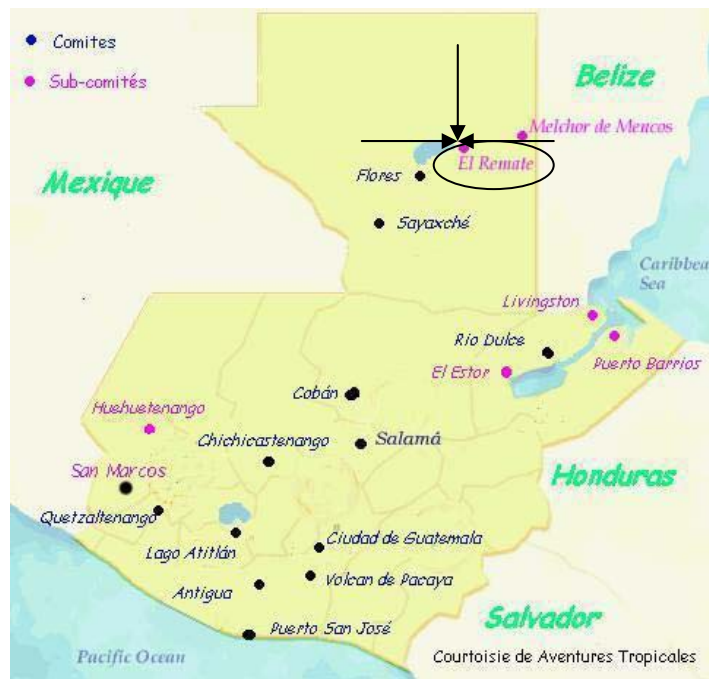 Comites
Sub-comités
Belize
Melchor de Mencos
El Remate
Mexique
Flores
Sayaxché
Caribbea
Sea
Livingston
Rio Dulce
Puerto Barrios
El Estor
Cobán
Huehuetenango
Chichicastenango
Salamá
San Marcos
Honduras
Quetzaltenango
Lago Atitlán
Ciudad de Guatemala
Volcan de Pacaya
Antigua
Salvador
Puerto San José
Pacific Ocean
Courtoisie de Aventures Tropicales